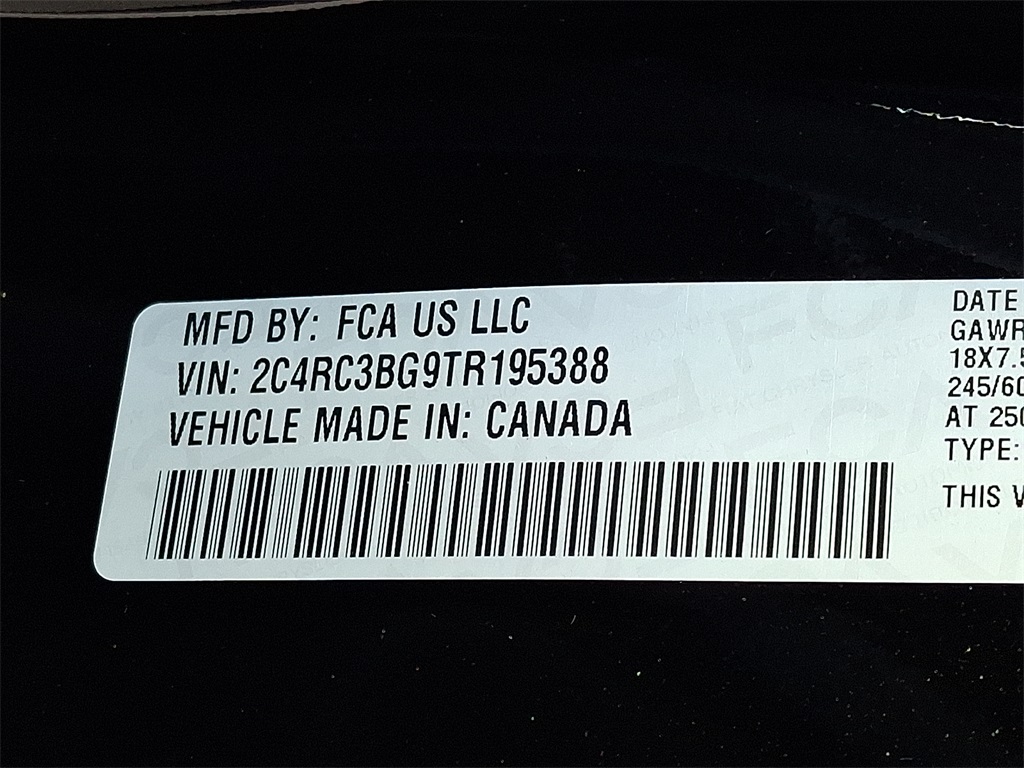 MFD BY: FCA US LLC
VIN: 2C4RC3BG9TR195388
VEHICLE MADE IN: CANADA
DATE
GAWR
18X7.5
245/60
AT 250
TYPE:
THIS